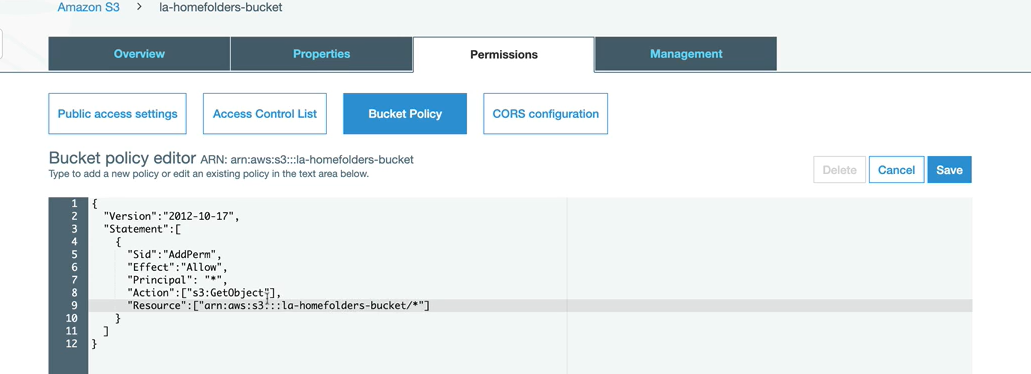 Amazon S3 > la-homefolders-bucket
Overview Properties Permissions Management
Public access settings Access Control List Bucket Policy CORS configuration
Bucket policy editor ARN: arn:aws:s3:::la-homefolders-bucket
Type to add a new policy or edit an existing policy in the text area below.
Delete Cancel Save
1 {
2 "Version":"2012-10-17",
3 "Statement":[
4 {
5 "Sid":"AddPerm",
6 "Effect":"Allow",
7 "Principal": "*",
8 "Action":["s3:GetObject"],
9 "Resource":["arn:aws:s3:::la-homefolders-bucket/*"]
10 }
11 ]
12 }